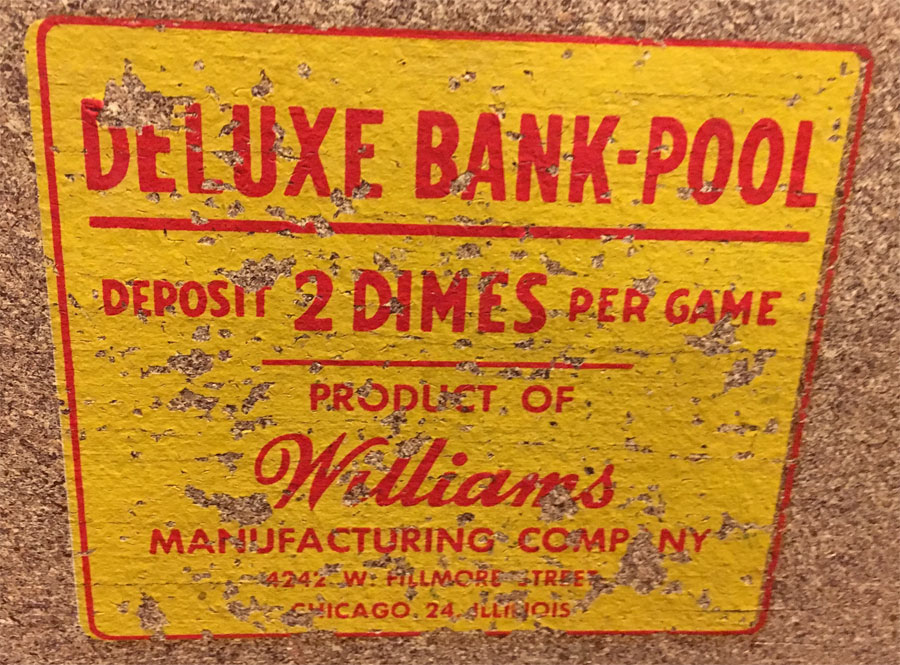 DELUXE BANK-POOL
DEPOSIT 2 DIMES PER GAME
PRODUCT OF
Williams
MANUFACTURING COMPANY
4242 W. FILLMORE STREET
CHICAGO 24, ILLINOIS